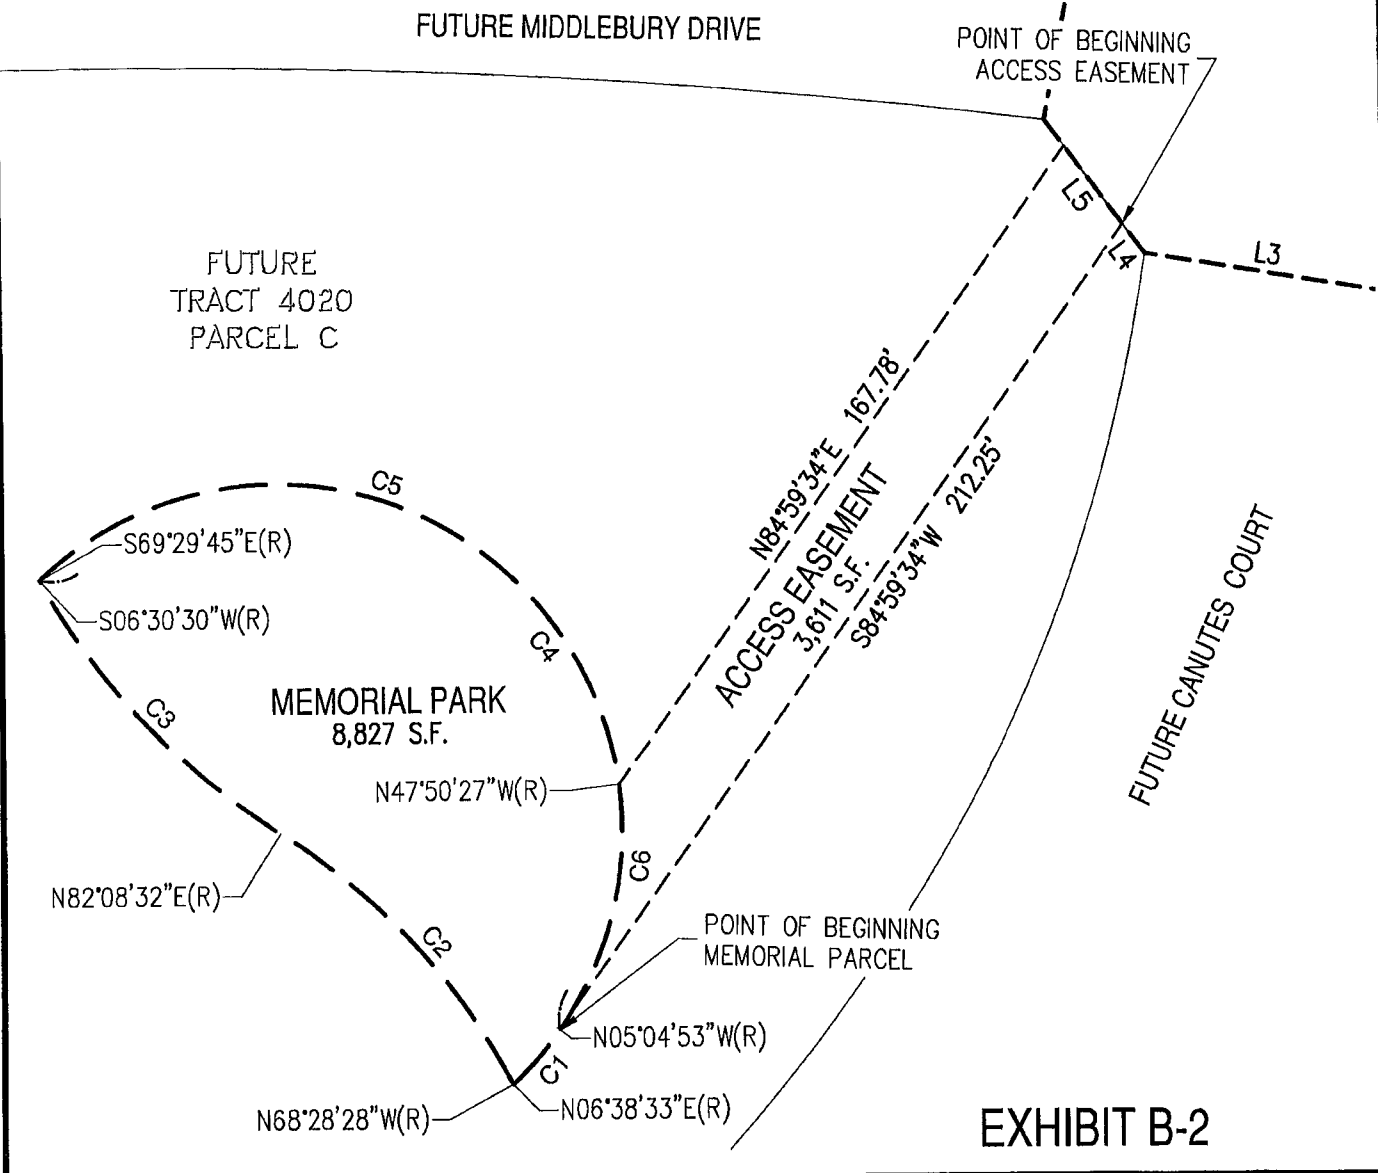 FUTURE MIDDLEBURY DRIVE
POINT OF BEGINNING
ACCESS EASEMENT
L5
L4
L3
FUTURE
TRACT 4020
PARCEL C
N84°59'34"E 167.78'
ACCESS EASEMENT
3,611 S.F.
S84°59'34"W 212.25'
FUTURE CANUTES COURT
C5
S69°29'45"E(R)
S06°30'30"W(R)
C4
C3
MEMORIAL PARK
8,827 S.F.
N47°50'27"W(R)
C6
N82°08'32"E(R)
C2
POINT OF BEGINNING
MEMORIAL PARCEL
N05°04'53"W(R)
C1
N68°28'28"W(R)
N06°38'33"E(R)
EXHIBIT B-2